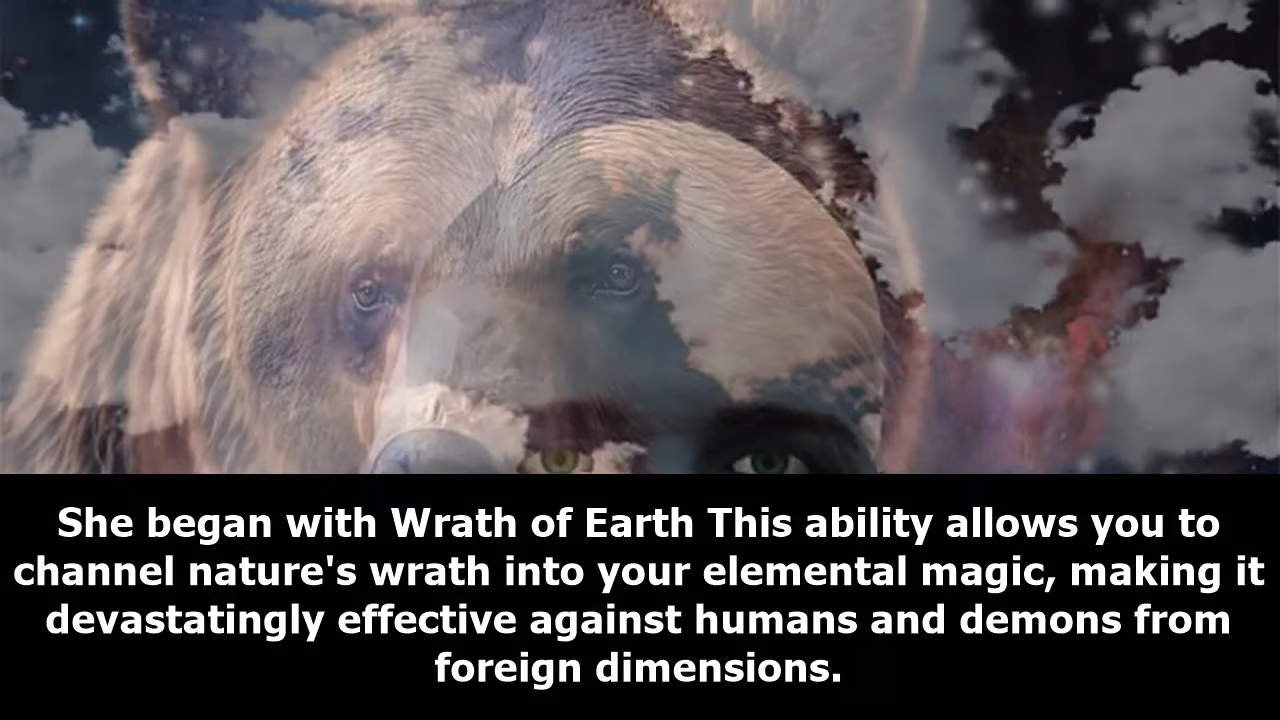 She began with Wrath of Earth This ability allows you to
channel nature's wrath into your elemental magic, making it
devastatingly effective against humans and demons from
foreign dimensions.